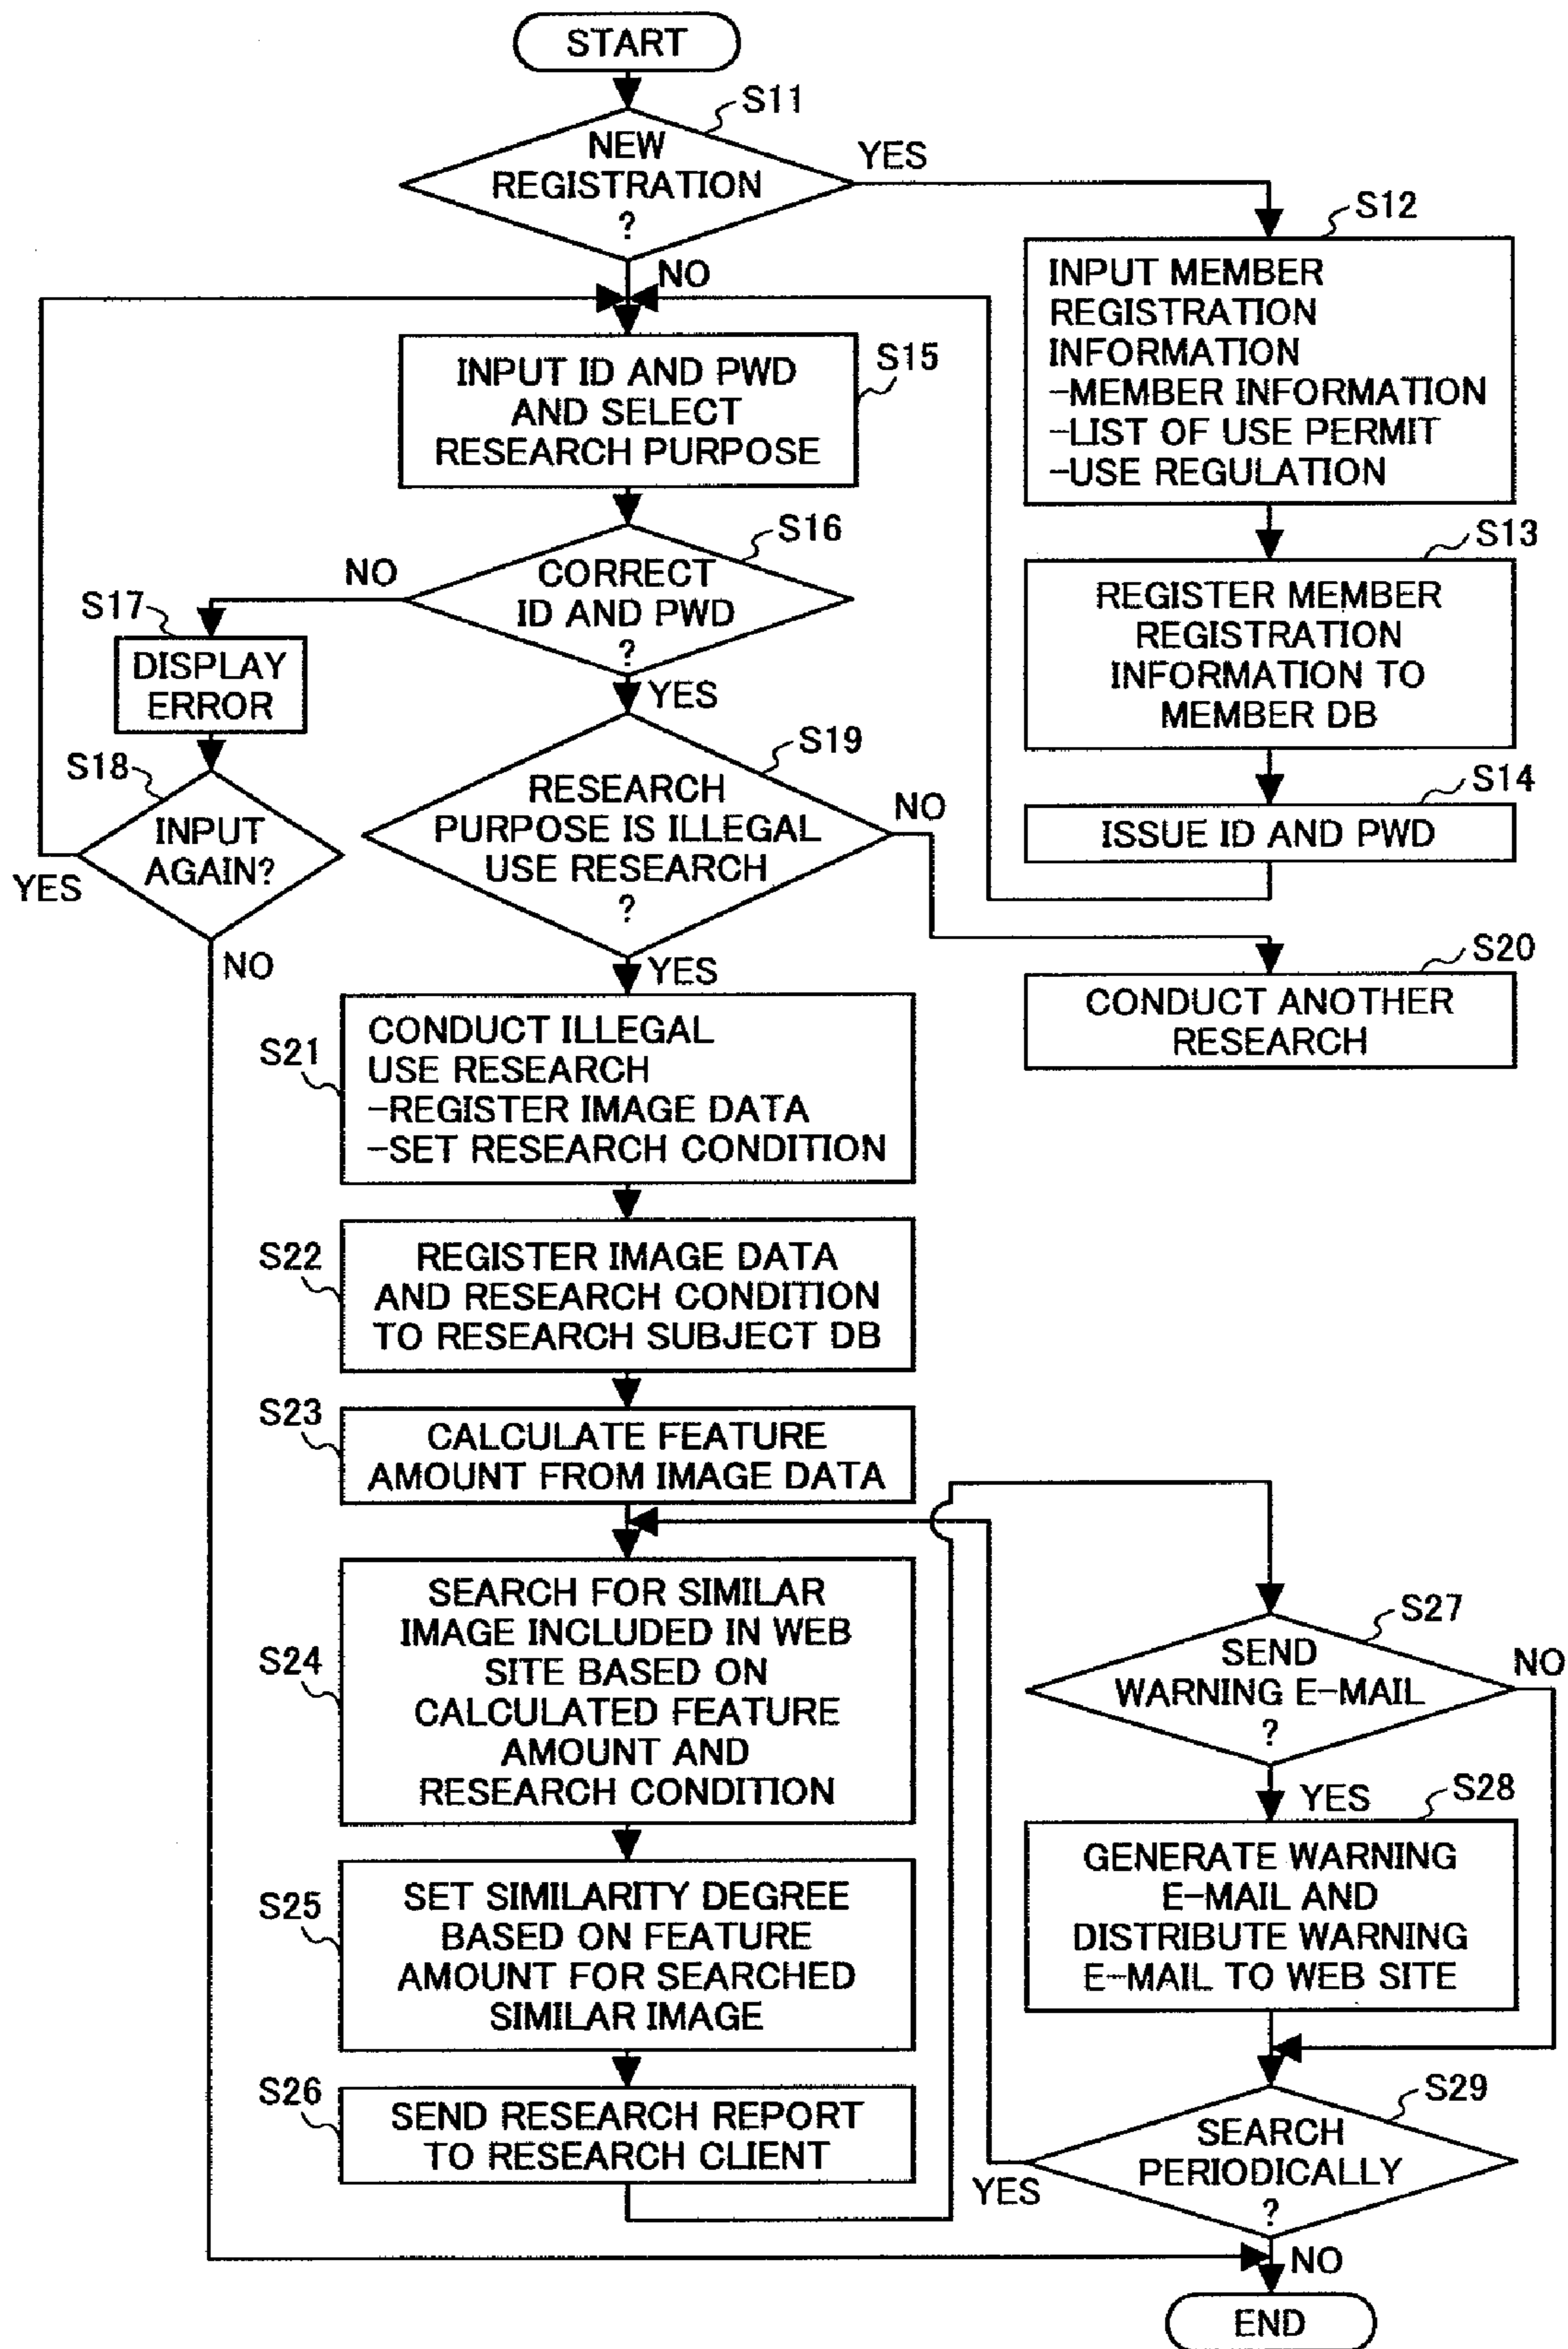 START
S11
NEW
REGISTRATION
?
YES
NO
S12
INPUT MEMBER
REGISTRATION
INFORMATION
-MEMBER INFORMATION
-LIST OF USE PERMIT
-USE REGULATION
S13
REGISTER MEMBER
REGISTRATION
INFORMATION TO
MEMBER DB
S14
ISSUE ID AND PWD
S15
INPUT ID AND PWD
AND SELECT
RESEARCH PURPOSE
S16
CORRECT
ID AND PWD
?
NO
YES
S17
DISPLAY
ERROR
S18
INPUT
AGAIN?
YES
NO
S19
RESEARCH
PURPOSE IS ILLEGAL
USE RESEARCH
?
NO
YES
S20
CONDUCT ANOTHER
RESEARCH
S21
CONDUCT ILLEGAL
USE RESEARCH
-REGISTER IMAGE DATA
-SET RESEARCH CONDITION
S22
REGISTER IMAGE DATA
AND RESEARCH CONDITION
TO RESEARCH SUBJECT DB
S23
CALCULATE FEATURE
AMOUNT FROM IMAGE DATA
S24
SEARCH FOR SIMILAR
IMAGE INCLUDED IN WEB
SITE BASED ON
CALCULATED FEATURE
AMOUNT AND
RESEARCH CONDITION
S25
SET SIMILARITY DEGREE
BASED ON FEATURE
AMOUNT FOR SEARCHED
SIMILAR IMAGE
S26
SEND RESEARCH REPORT
TO RESEARCH CLIENT
S27
SEND
WARNING E-MAIL
?
NO
YES
S28
GENERATE WARNING
E-MAIL AND
DISTRIBUTE WARNING
E-MAIL TO WEB SITE
S29
SEARCH
PERIODICALLY
?
YES
NO
END